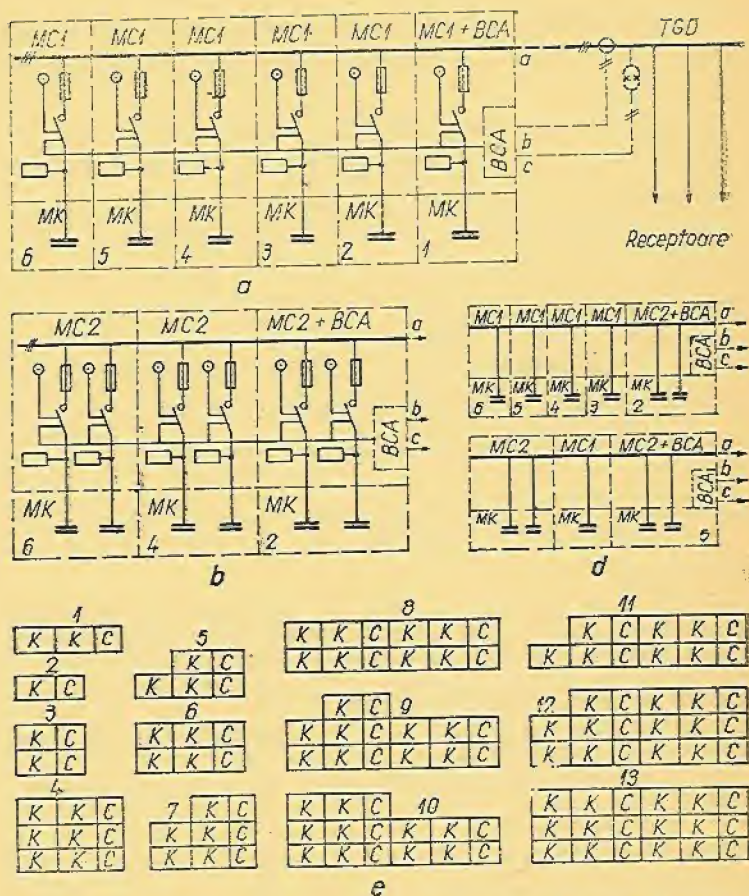 MC1 MC1 MC1 MC1 MC1 MC1 + BCA TGD
a
BCA b
c
MK MK MK MK MK MK
6 5 4 3 2 1
Receptoare
a
MC2 MC2 MC2 + BCA a
BCA b
c
MK MK MK
6 4 2
b
MC1 MC1 MC1 MC1 MC2+BCA a
BCA b
c
MK MK MK MK MK
6 5 4 3 2
MC2 MC1 MC2+BCA a
BCA b
c
MK MK MK
5
d
1
K K C
2
K C
3
K C
K C
4
K K C
K K C
K K C
5
K C
K K C
6
K K C
K K C
7
K C
K K C
K K C
8
K K C K K C
K K C K K C
9
K C
K K C K K C
K K C K K C
10
K K C
K K C K K C
K K C K K C
11
K C K K C
K K C K K C
12.
K C K K C
K K C K K C
K K C K K C
13
K K C K K C
K K C K K C
K K C K K C
e